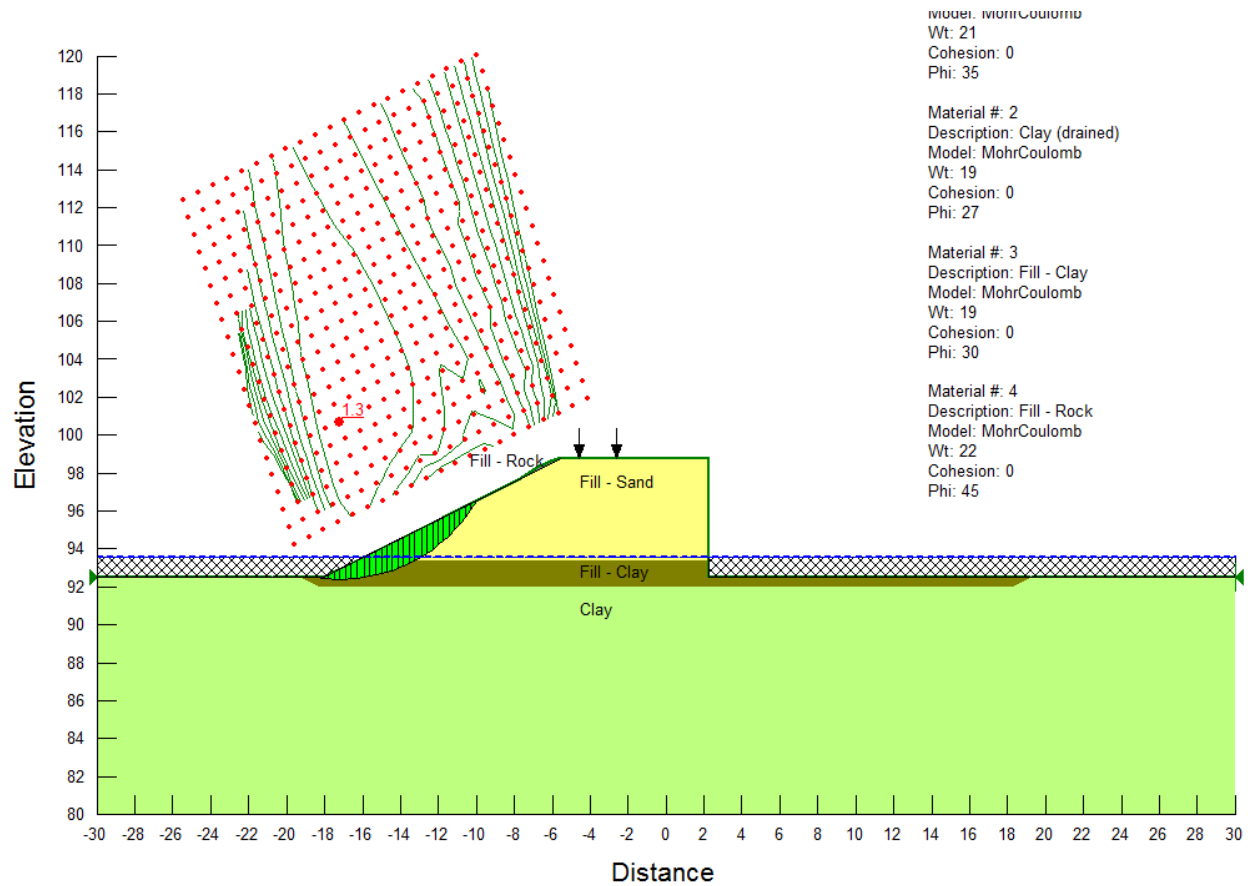 Model: MohrCoulomb
Wt: 21
Cohesion: 0
Phi: 35
Material #: 2
Description: Clay (drained)
Model: MohrCoulomb
Wt: 19
Cohesion: 0
Phi: 27
Material #: 3
Description: Fill - Clay
Model: MohrCoulomb
Wt: 19
Cohesion: 0
Phi: 30
Material #: 4
Description: Fill - Rock
Model: MohrCoulomb
Wt: 22
Cohesion: 0
Phi: 45
120
118
116
114
112
110
108
106
104
102
100
98
96
94
92
90
88
86
84
82
80
Elevation
1.3
Fill - Rock
Fill - Sand
Fill - Clay
Clay
-30 -28 -26 -24 -22 -20 -18 -16 -14 -12 -10 -8 -6 -4 -2 0 2 4 6 8 10 12 14 16 18 20 22 24 26 28 30
Distance